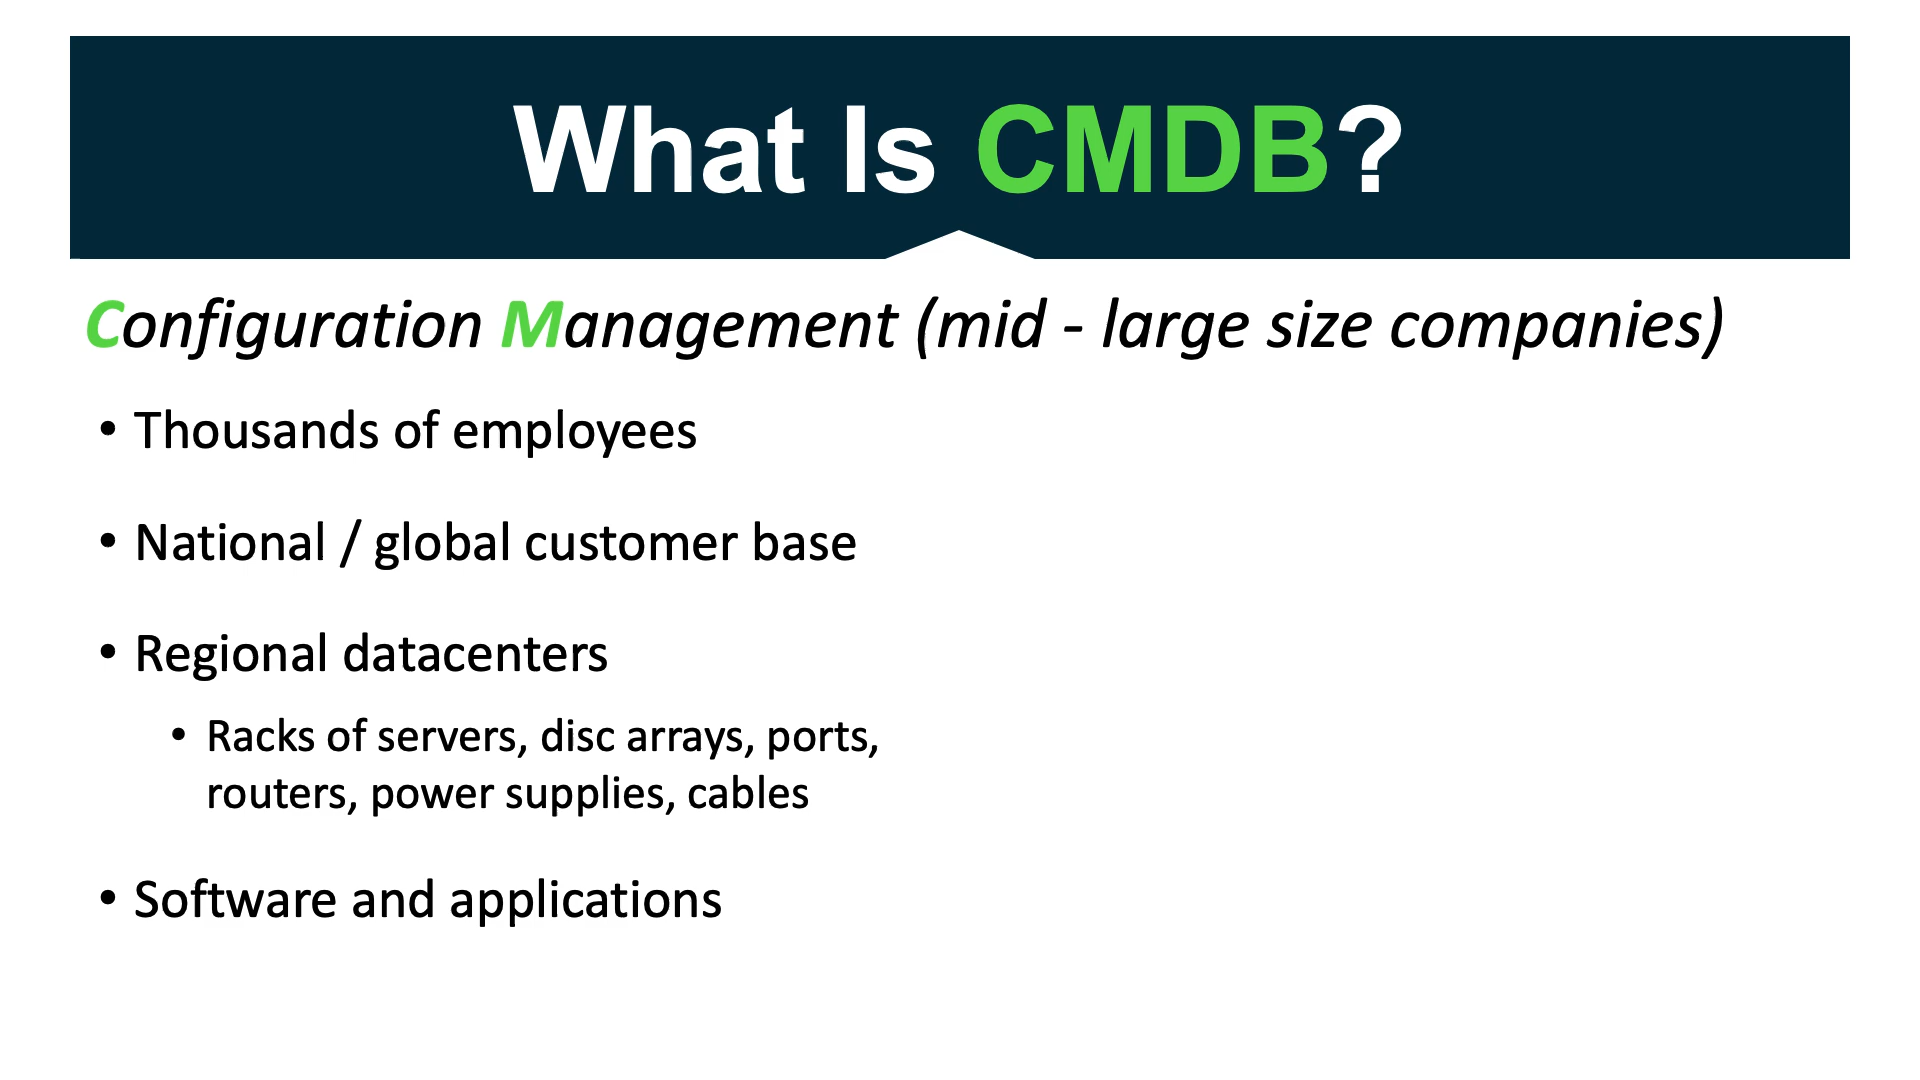 What Is CMDB?
Configuration Management (mid - large size companies)
• Thousands of employees
• National / global customer base
• Regional datacenters
• Racks of servers, disc arrays, ports,
routers, power supplies, cables
• Software and applications